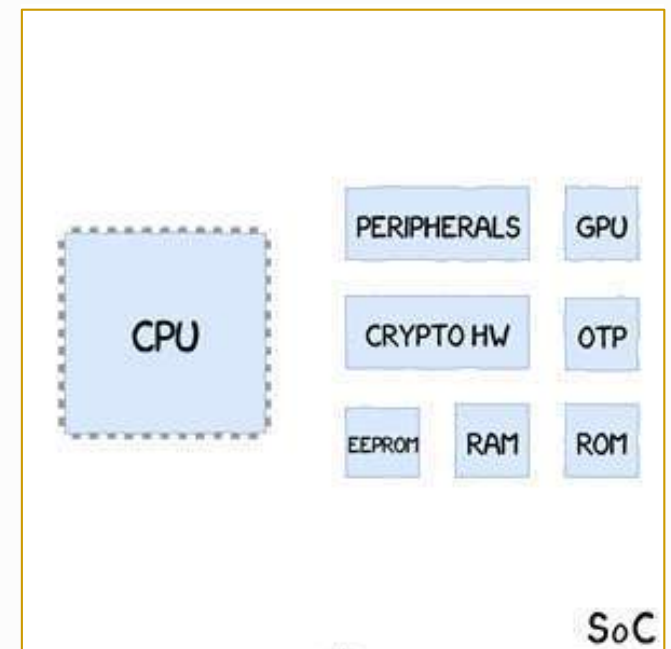 CPU
PERIPHERALS
GPU
CRYPTO HW
OTP
EEPROM
RAM
ROM
SoC